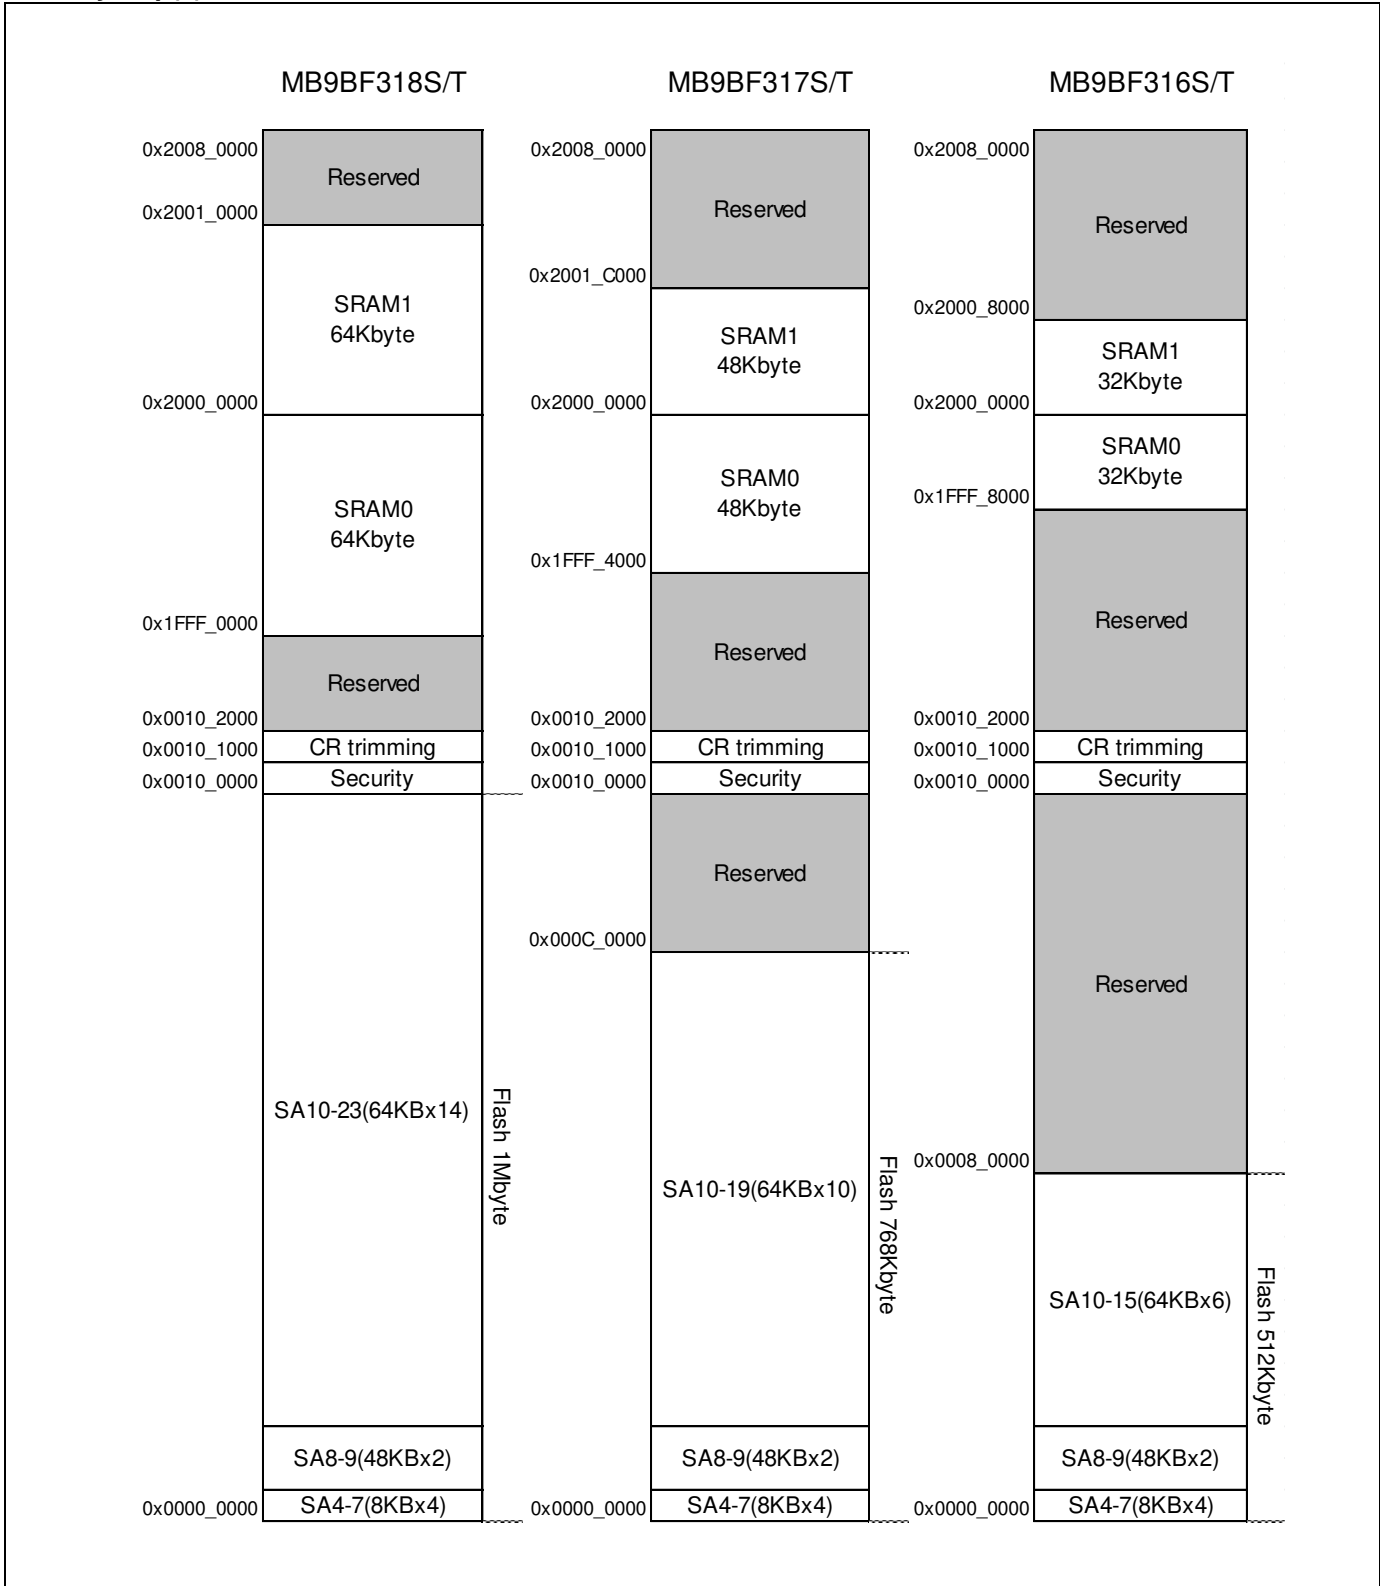 MB9BF318S/T
0x2008_0000
Reserved
0x2001_0000
SRAM1
64Kbyte
0x2000_0000
SRAM0
64Kbyte
0x1FFF_0000
Reserved
0x0010_2000
0x0010_1000
CR trimming
0x0010_0000
Security
SA10-23(64KBx14)
Flash 1Mbyte
SA8-9(48KBx2)
0x0000_0000
SA4-7(8KBx4)
MB9BF317S/T
0x2008_0000
Reserved
0x2001_C000
SRAM1
48Kbyte
0x2000_0000
SRAM0
48Kbyte
0x1FFF_4000
Reserved
0x0010_2000
0x0010_1000
CR trimming
0x0010_0000
Security
Reserved
0x000C_0000
SA10-19(64KBx10)
Flash 768Kbyte
SA8-9(48KBx2)
0x0000_0000
SA4-7(8KBx4)
MB9BF316S/T
0x2008_0000
Reserved
0x2000_8000
SRAM1
32Kbyte
0x2000_0000
SRAM0
32Kbyte
0x1FFF_8000
Reserved
0x0010_2000
0x0010_1000
CR trimming
0x0010_0000
Security
Reserved
0x0008_0000
SA10-15(64KBx6)
Flash 512Kbyte
SA8-9(48KBx2)
0x0000_0000
SA4-7(8KBx4)